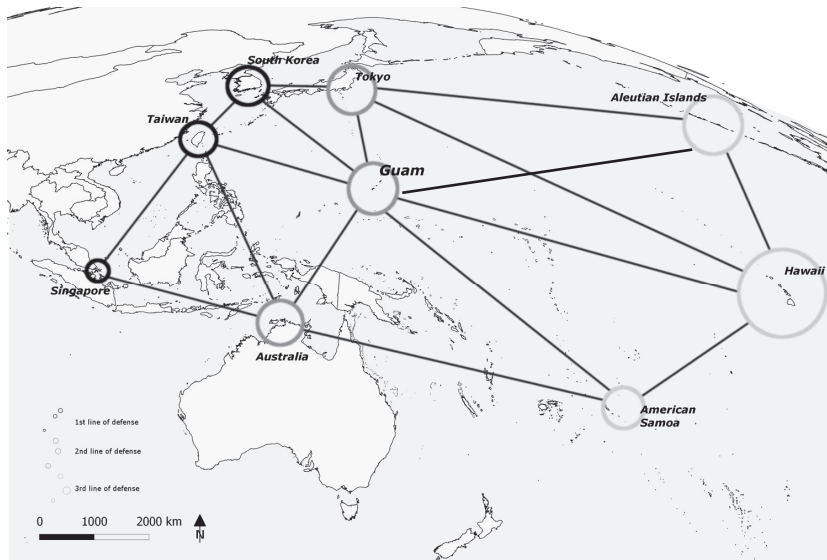 South Korea
Tokyo
Aleutian Islands
Taiwan
Guam
Hawaii
Singapore
Australia
American
Samoa
1st line of defense
2nd line of defense
3rd line of defense
0 1000 2000 km
N